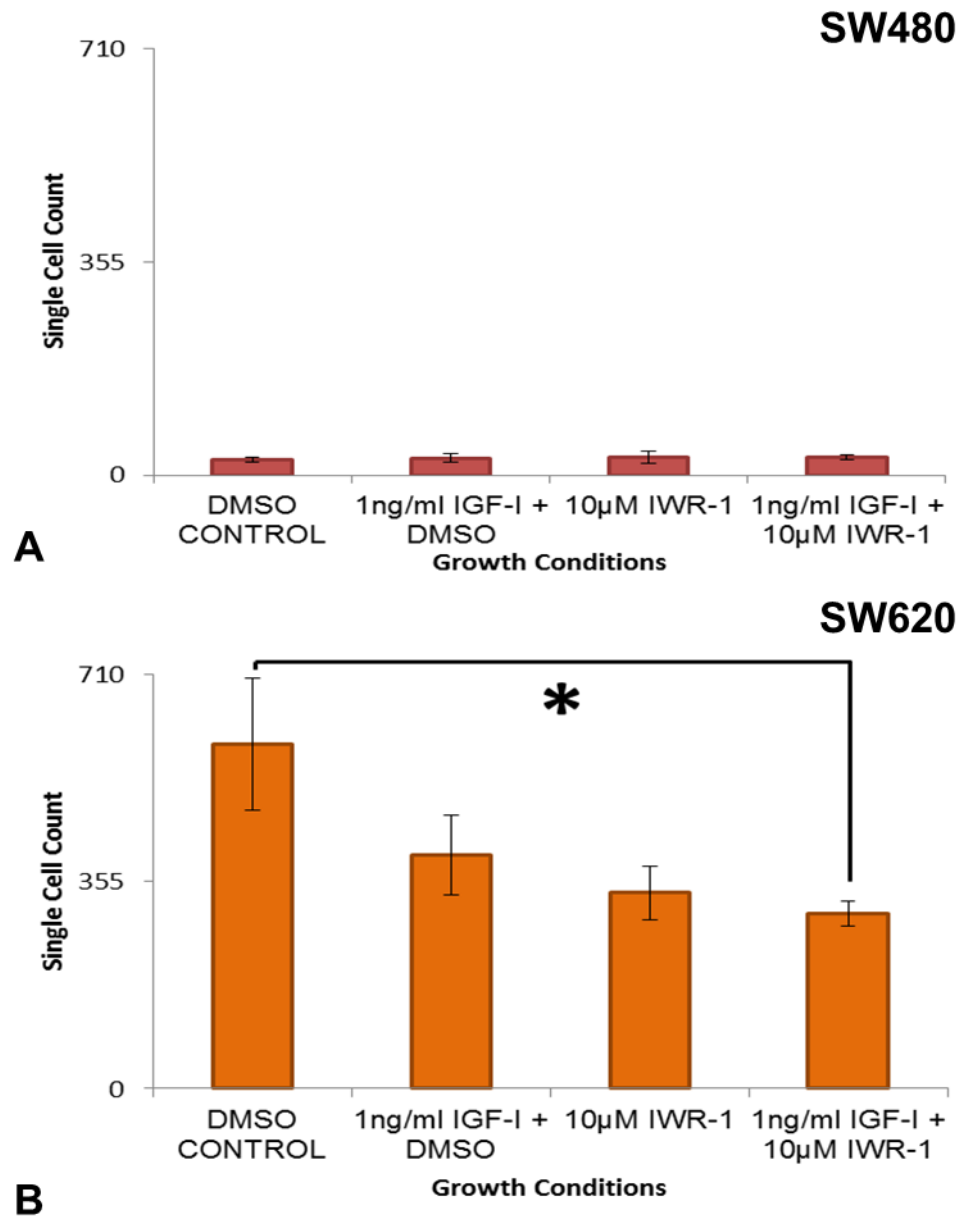 SW480
710
355
0
Single Cell Count
DMSO CONTROL
1ng/ml IGF-I + DMSO
10µM IWR-1
1ng/ml IGF-I + 10µM IWR-1
Growth Conditions
A
SW620
710
355
0
Single Cell Count
*
DMSO CONTROL
1ng/ml IGF-I + DMSO
10µM IWR-1
1ng/ml IGF-I + 10µM IWR-1
Growth Conditions
B